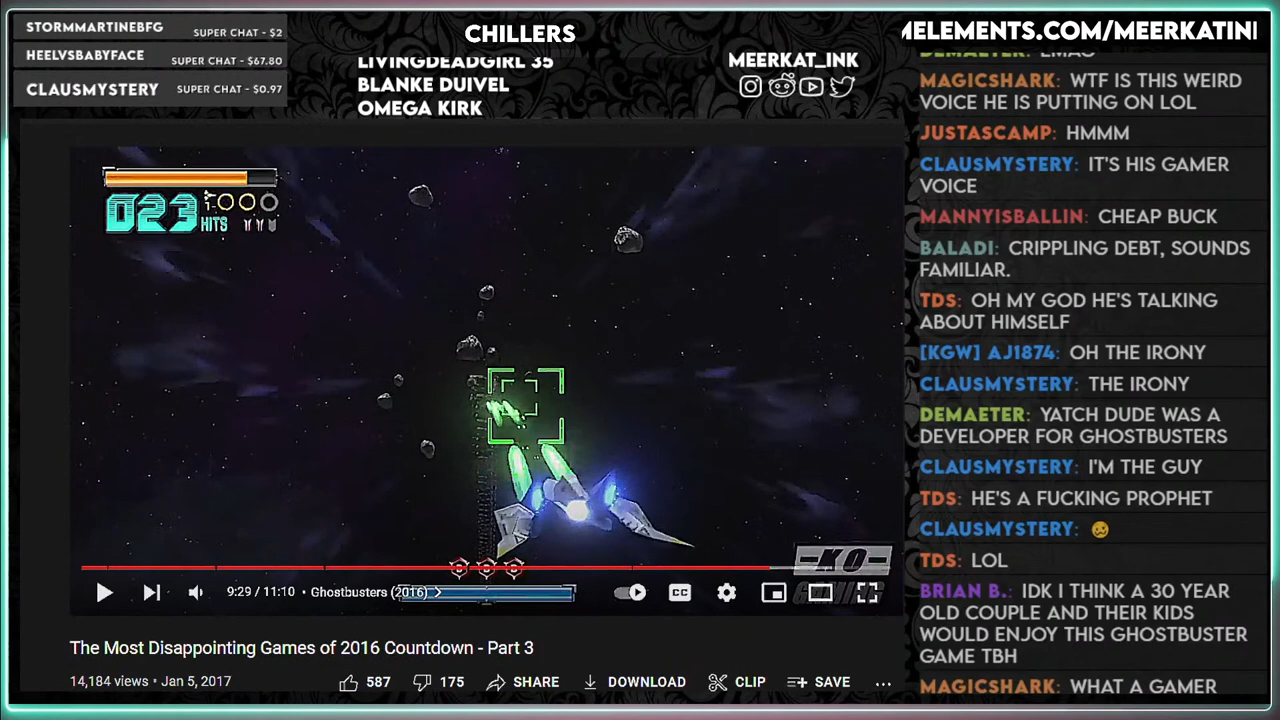 STORMMARTINEBFG SUPER CHAT - $2
HEELVSBABYFACE SUPER CHAT - $67.80
CLAUSMYSTERY SUPER CHAT - $0.97
CHILLERS
LIVINGDEADGIRL 35
BLANKE DUIVEL
OMEGA KIRK
MEERKAT_INK
MELEMENTS.COM/MEERKATINK
DEMAETER: LMAO
MAGICSHARK: WTF IS THIS WEIRD
VOICE HE IS PUTTING ON LOL
JUSTASCAMP: HMMM
CLAUSMYSTERY: IT'S HIS GAMER
VOICE
MANNYISBALLIN: CHEAP BUCK
BALADI: CRIPPLING DEBT, SOUNDS
FAMILIAR.
TDS: OH MY GOD HE'S TALKING
ABOUT HIMSELF
[KGW] AJ1874: OH THE IRONY
CLAUSMYSTERY: THE IRONY
DEMAETER: YATCH DUDE WAS A
DEVELOPER FOR GHOSTBUSTERS
CLAUSMYSTERY: I'M THE GUY
TDS: HE'S A FUCKING PROPHET
CLAUSMYSTERY: 🥴
TDS: LOL
BRIAN B.: IDK I THINK A 30 YEAR
OLD COUPLE AND THEIR KIDS
WOULD ENJOY THIS GHOSTBUSTER
GAME TBH
MAGICSHARK: WHAT A GAMER
023 HITS
-KO-
GAMING
9:29 / 11:10 • Ghostbusters (2016) >
CC
The Most Disappointing Games of 2016 Countdown - Part 3
14,184 views • Jan 5, 2017
587 175 SHARE DOWNLOAD CLIP SAVE ...